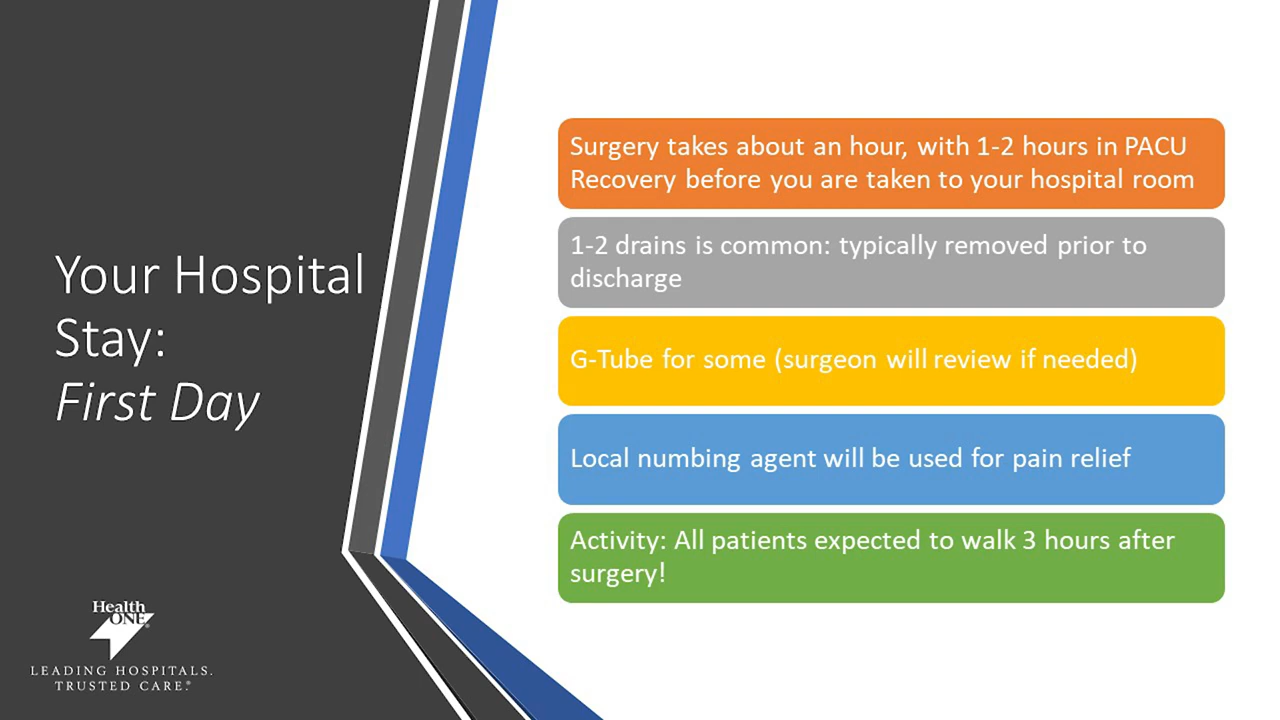 Your Hospital
Stay:
First Day
Surgery takes about an hour, with 1-2 hours in PACU
Recovery before you are taken to your hospital room
1-2 drains is common: typically removed prior to
discharge
G-Tube for some (surgeon will review if needed)
Local numbing agent will be used for pain relief
Activity: All patients expected to walk 3 hours after
surgery!
Health
ONE®
LEADING HOSPITALS.
TRUSTED CARE.®